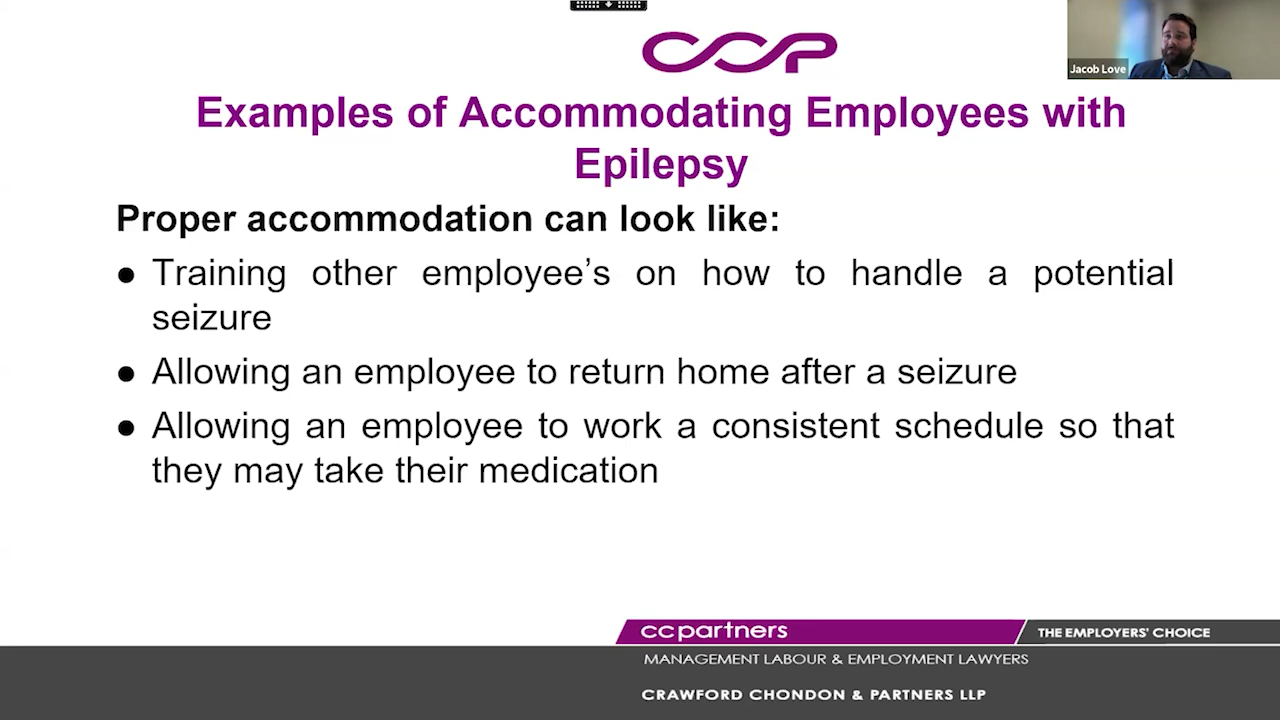 CCP
Jacob Love
Examples of Accommodating Employees with
Epilepsy
Proper accommodation can look like:
● Training other employee’s on how to handle a potential
seizure
● Allowing an employee to return home after a seizure
● Allowing an employee to work a consistent schedule so that
they may take their medication
ccpartners
THE EMPLOYERS' CHOICE
MANAGEMENT LABOUR & EMPLOYMENT LAWYERS
CRAWFORD CHONDON & PARTNERS LLP